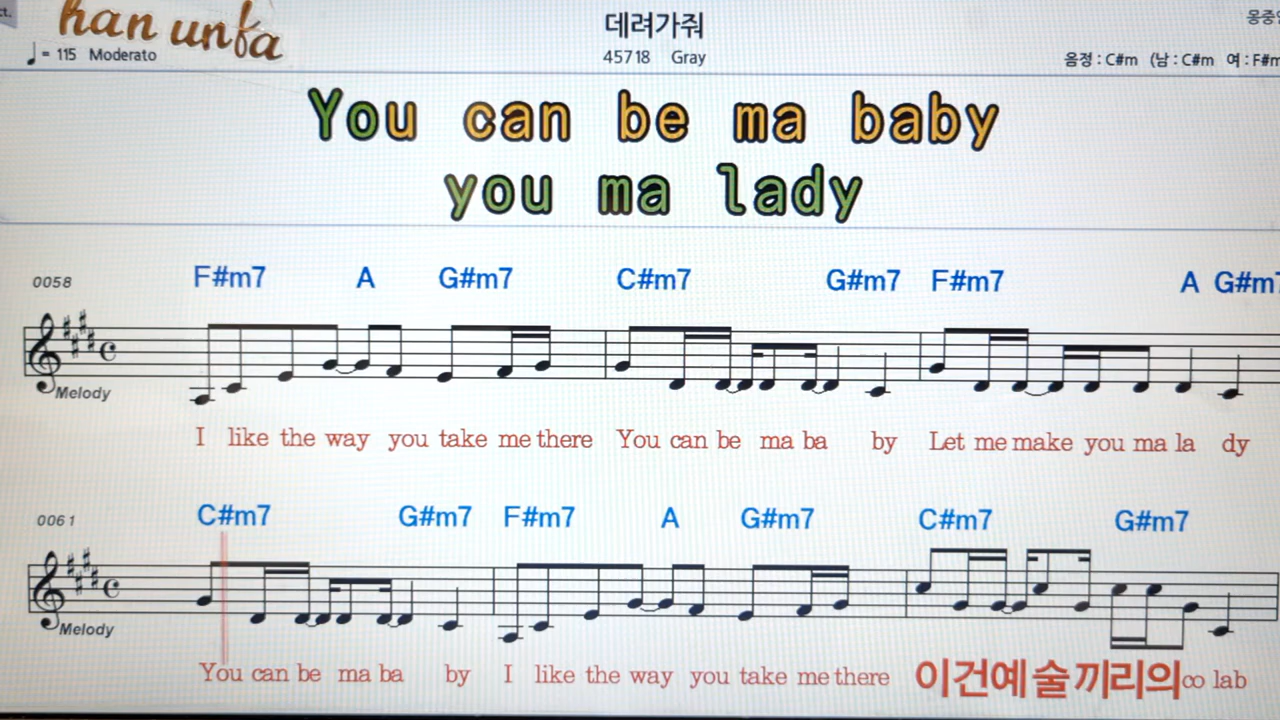 ct.
han unfa
데려가줘
♩= 115 Moderato
45718 Gray
음정 : C#m (남 : C#m 여 : F#m
You can be ma baby
you ma lady
0058 F#m7 A G#m7 C#m7 G#m7 F#m7 A G#m7
Melody
I like the way you take me there You can be ma ba by Let me make you ma la dy
0061 C#m7 G#m7 F#m7 A G#m7 C#m7 G#m7
Melody
You can be ma ba by I like the way you take me there 이건예술끼리의 co lab